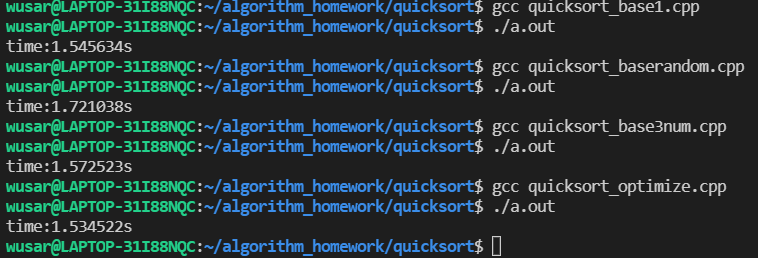 wusar@LAPTOP-31I88NQC:~/algorithm_homework/quicksort$ gcc quicksort_base1.cpp
wusar@LAPTOP-31I88NQC:~/algorithm_homework/quicksort$ ./a.out
time:1.545634s
wusar@LAPTOP-31I88NQC:~/algorithm_homework/quicksort$ gcc quicksort_baserandom.cpp
wusar@LAPTOP-31I88NQC:~/algorithm_homework/quicksort$ ./a.out
time:1.721038s
wusar@LAPTOP-31I88NQC:~/algorithm_homework/quicksort$ gcc quicksort_base3num.cpp
wusar@LAPTOP-31I88NQC:~/algorithm_homework/quicksort$ ./a.out
time:1.572523s
wusar@LAPTOP-31I88NQC:~/algorithm_homework/quicksort$ gcc quicksort_optimize.cpp
wusar@LAPTOP-31I88NQC:~/algorithm_homework/quicksort$ ./a.out
time:1.534522s
wusar@LAPTOP-31I88NQC:~/algorithm_homework/quicksort$